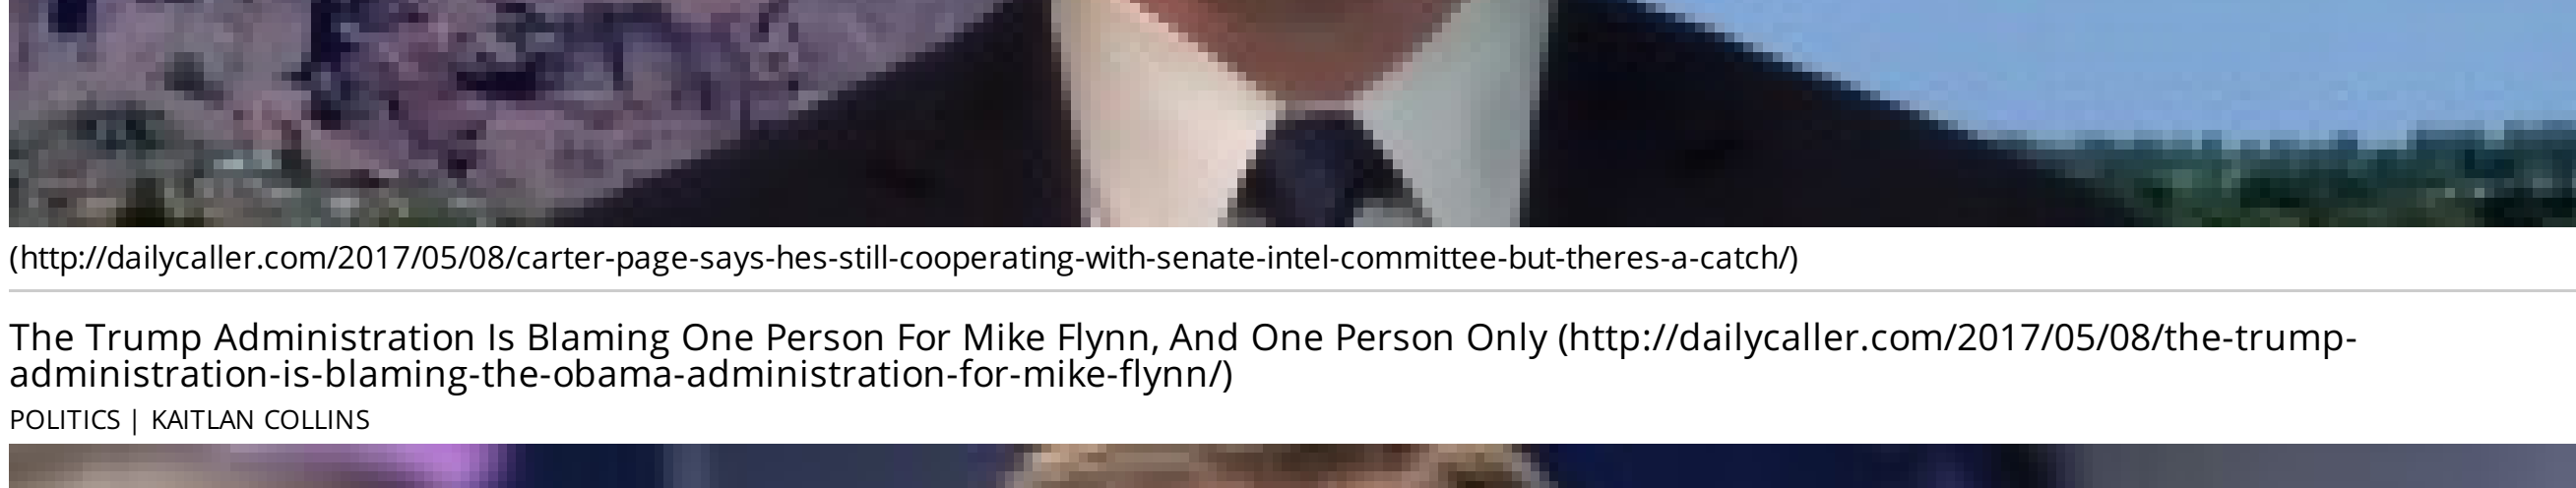 (http://dailycaller.com/2017/05/08/carter-page-says-hes-still-cooperating-with-senate-intel-committee-but-theres-a-catch/)
The Trump Administration Is Blaming One Person For Mike Flynn, And One Person Only (http://dailycaller.com/2017/05/08/the-trump-
administration-is-blaming-the-obama-administration-for-mike-flynn/)
POLITICS | KAITLAN COLLINS